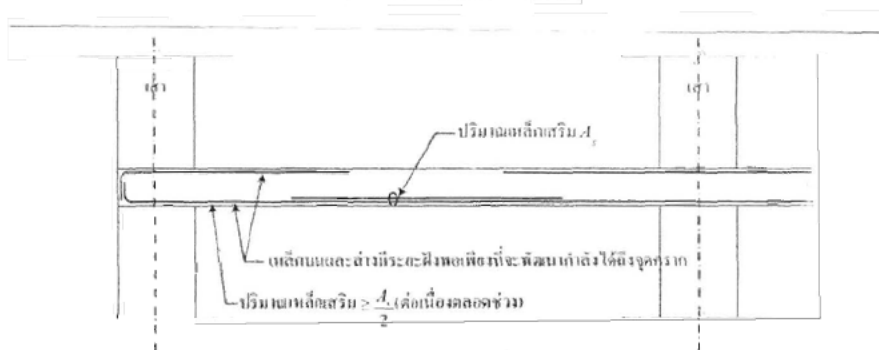 เสา
เสา
ปริมาณเหล็กเสริม A_s
เหล็กบนและล่างมีระยะฝังพอเพียงที่จะพัฒนากำลังได้ถึงจุดคราก
ปริมาณเหล็กเสริม ≥ A_s/2 (ต่อเนื่องตลอดช่วง)